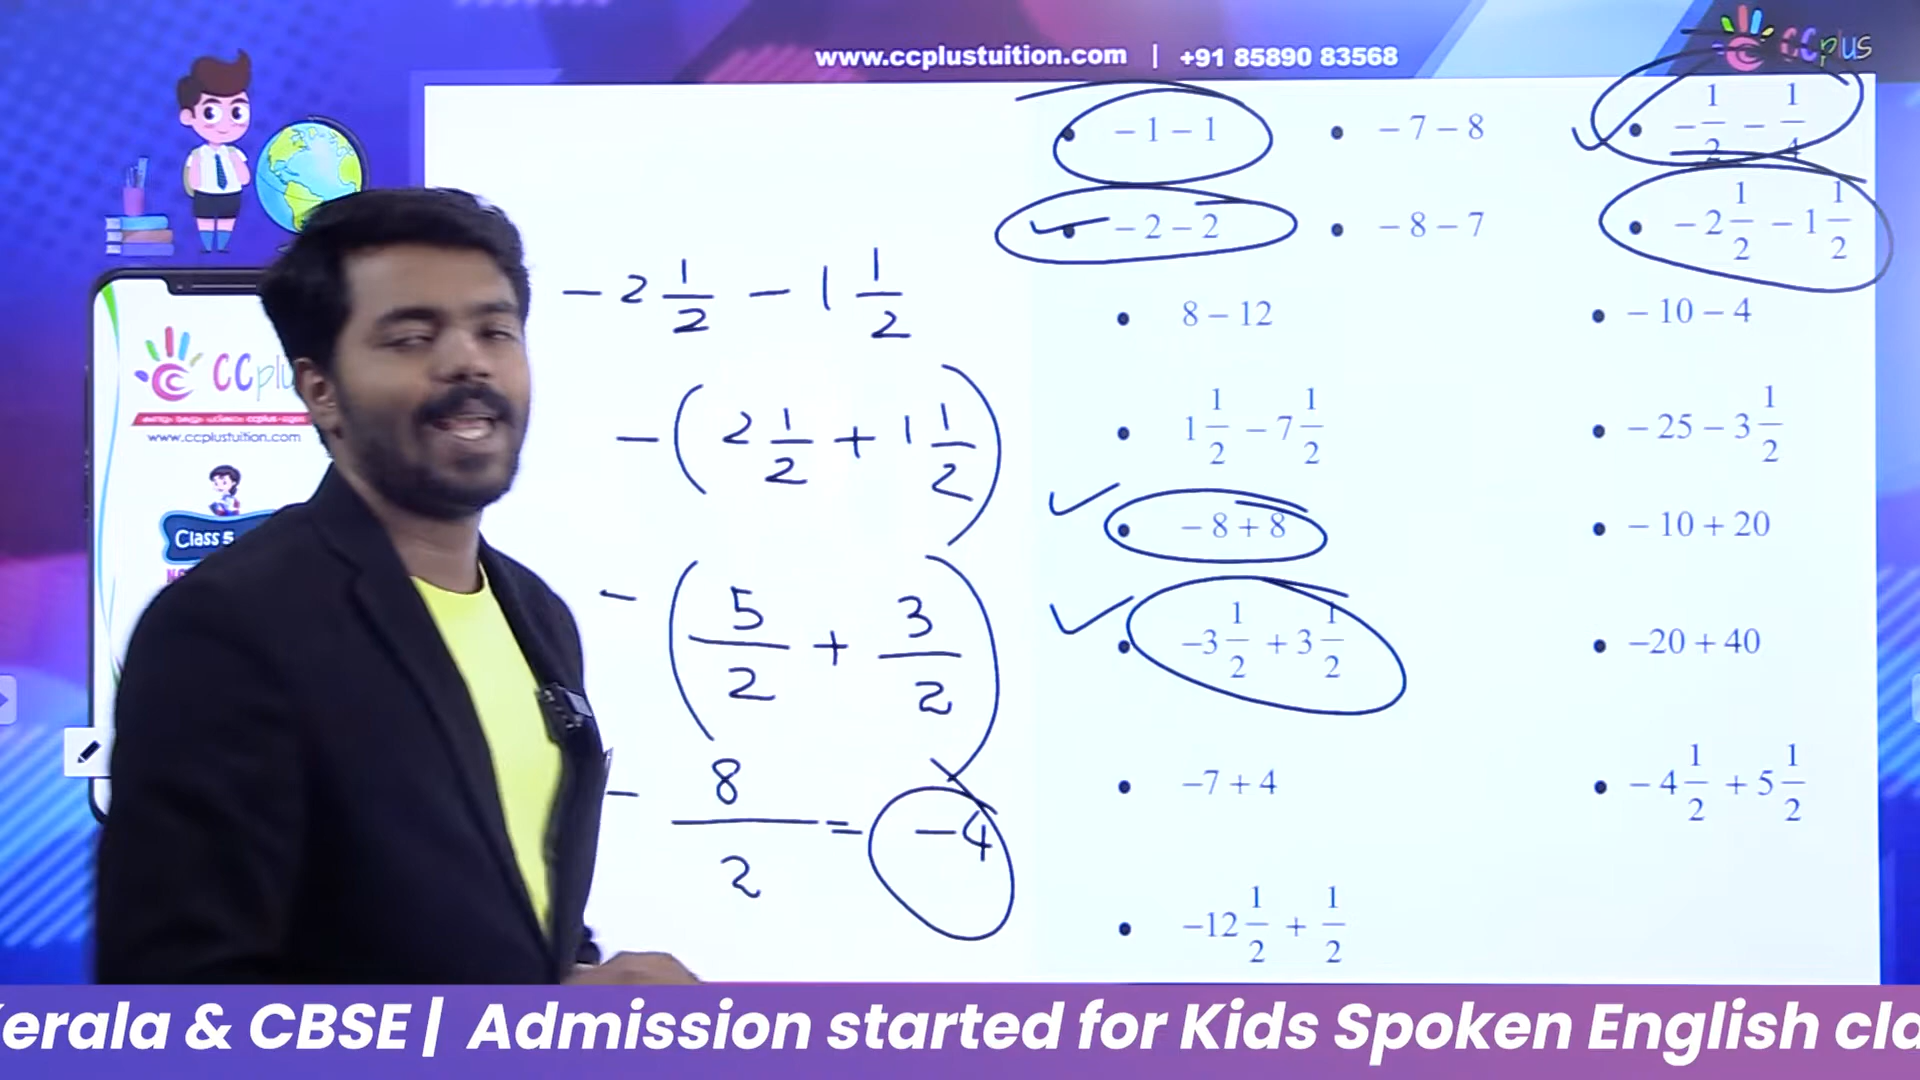 www.ccplustuition.com | +91 85890 83568
CCplus
CCplu
www.ccplustuition.com
Class 5
− 2 1/2 − 1 1/2
− ( 2 1/2 + 1 1/2 )
− ( 5/2 + 3/2 )
− 8/2 = −4
• − 1 − 1
• − 7 − 8
• − 1/2 − 1/4
• − 2 − 2
• − 8 − 7
• − 2 1/2 − 1 1/2
• 8 − 12
• − 10 − 4
• 1 1/2 − 7 1/2
• − 25 − 3 1/2
• − 8 + 8
• − 10 + 20
• −3 1/2 + 3 1/2
• −20 + 40
• −7 + 4
• − 4 1/2 + 5 1/2
• −12 1/2 + 1/2
erala & CBSE | Admission started for Kids Spoken English cla